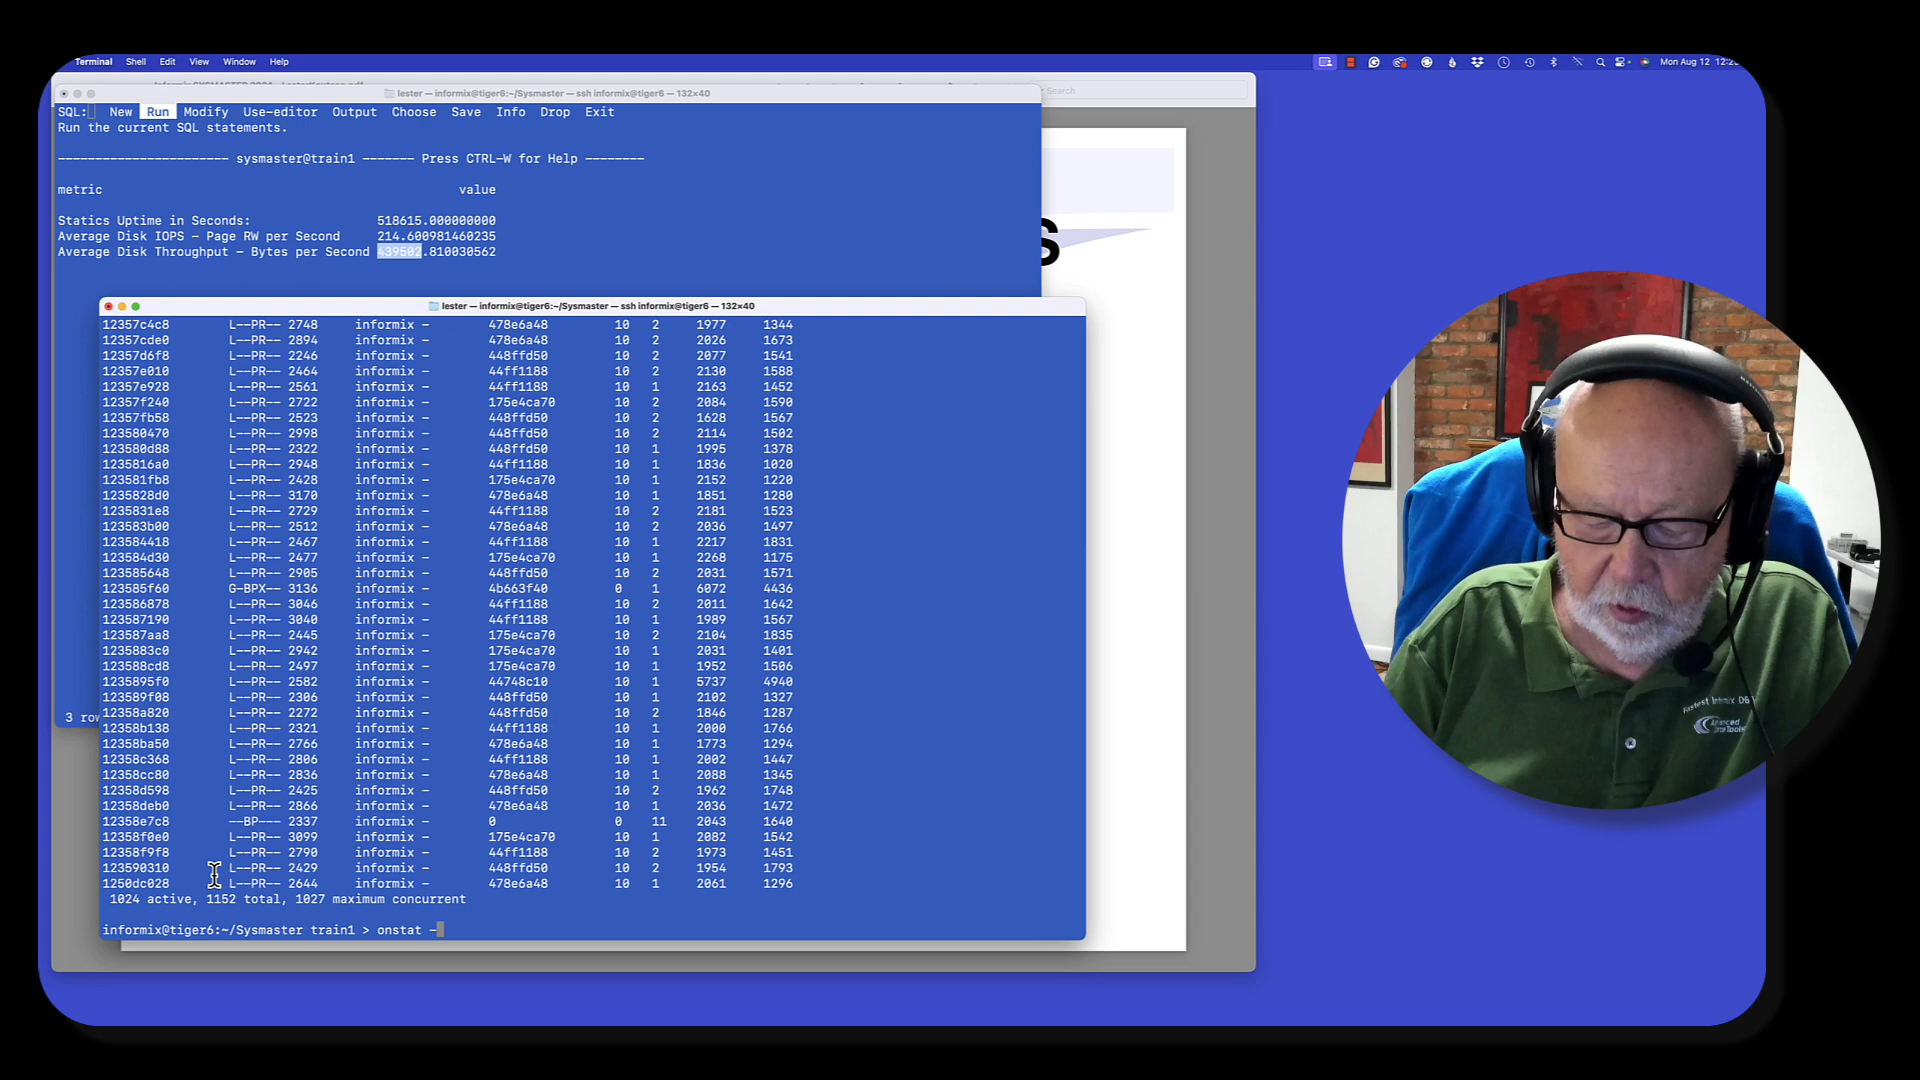 Terminal Shell Edit View Window Help
Mon Aug 12 12:2
lester — informix@tiger6:~/Sysmaster — ssh informix@tiger6 — 132×40
Search
SQL: New Run Modify Use-editor Output Choose Save Info Drop Exit
Run the current SQL statements.
----------------------- sysmaster@train1 ------- Press CTRL-W for Help --------
metric value
Statics Uptime in Seconds: 518615.000000000
Average Disk IOPS - Page RW per Second 214.600981460235
Average Disk Throughput - Bytes per Second 439502.810030562
S
lester — informix@tiger6:~/Sysmaster — ssh informix@tiger6 — 132×40
12357c4c8 L--PR-- 2748 informix - 478e6a48 10 2 1977 1344
12357cde0 L--PR-- 2894 informix - 478e6a48 10 2 2026 1673
12357d6f8 L--PR-- 2246 informix - 448ffd50 10 2 2077 1541
12357e010 L--PR-- 2464 informix - 44ff1188 10 2 2130 1588
12357e928 L--PR-- 2561 informix - 44ff1188 10 1 2163 1452
12357f240 L--PR-- 2722 informix - 175e4ca70 10 2 2084 1590
12357fb58 L--PR-- 2523 informix - 448ffd50 10 2 1628 1567
123580470 L--PR-- 2998 informix - 448ffd50 10 2 2114 1502
123580d88 L--PR-- 2322 informix - 448ffd50 10 1 1995 1378
1235816a0 L--PR-- 2948 informix - 44ff1188 10 1 1836 1020
123581fb8 L--PR-- 2428 informix - 175e4ca70 10 1 2152 1220
1235828d0 L--PR-- 3170 informix - 478e6a48 10 1 1851 1280
1235831e8 L--PR-- 2729 informix - 44ff1188 10 2 2181 1523
123583b00 L--PR-- 2512 informix - 478e6a48 10 2 2036 1497
123584418 L--PR-- 2467 informix - 44ff1188 10 1 2217 1831
123584d30 L--PR-- 2477 informix - 175e4ca70 10 1 2268 1175
123585648 L--PR-- 2905 informix - 448ffd50 10 2 2031 1571
123585f60 G-BPX-- 3136 informix - 4b663f40 0 1 6072 4436
123586878 L--PR-- 3046 informix - 44ff1188 10 2 2011 1642
123587190 L--PR-- 3040 informix - 44ff1188 10 1 1989 1567
123587aa8 L--PR-- 2445 informix - 175e4ca70 10 2 2104 1835
1235883c0 L--PR-- 2942 informix - 175e4ca70 10 1 2031 1401
123588cd8 L--PR-- 2497 informix - 175e4ca70 10 1 1952 1506
1235895f0 L--PR-- 2582 informix - 44748c10 10 1 5737 4940
123589f08 L--PR-- 2306 informix - 448ffd50 10 1 2102 1327
12358a820 L--PR-- 2272 informix - 448ffd50 10 2 1846 1287
12358b138 L--PR-- 2321 informix - 44ff1188 10 1 2000 1766
12358ba50 L--PR-- 2766 informix - 478e6a48 10 1 1773 1294
12358c368 L--PR-- 2806 informix - 44ff1188 10 1 2002 1447
12358cc80 L--PR-- 2836 informix - 478e6a48 10 1 2088 1345
12358d598 L--PR-- 2425 informix - 448ffd50 10 2 1962 1748
12358deb0 L--PR-- 2866 informix - 478e6a48 10 1 2036 1472
12358e7c8 --BP--- 2337 informix - 0 0 11 2043 1640
12358f0e0 L--PR-- 3099 informix - 175e4ca70 10 1 2082 1542
12358f9f8 L--PR-- 2790 informix - 44ff1188 10 2 1973 1451
123590310 L--PR-- 2429 informix - 448ffd50 10 2 1954 1793
1250dc028 L--PR-- 2644 informix - 478e6a48 10 1 2061 1296
1024 active, 1152 total, 1027 maximum concurrent
informix@tiger6:~/Sysmaster train1 > onstat -
3 row
Fastest Informix DB
Advanced
DataTools